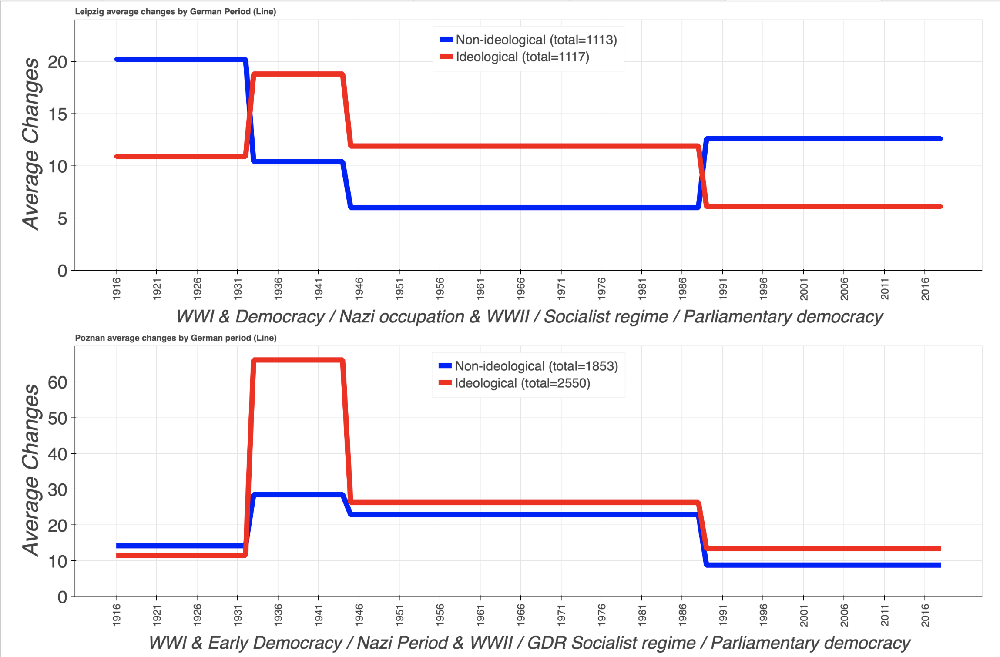 Leipzig average changes by German Period (Line)
Non-ideological (total=1113)
Ideological (total=1117)
Average Changes
20
15
10
5
0
1916 1921 1926 1931 1936 1941 1946 1951 1956 1961 1966 1971 1976 1981 1986 1991 1996 2001 2006 2011 2016
WWI & Democracy / Nazi occupation & WWII / Socialist regime / Parliamentary democracy
Poznan average changes by German period (Line)
Non-ideological (total=1853)
Ideological (total=2550)
Average Changes
60
50
40
30
20
10
0
1916 1921 1926 1931 1936 1941 1946 1951 1956 1961 1966 1971 1976 1981 1986 1991 1996 2001 2006 2011 2016
WWI & Early Democracy / Nazi Period & WWII / GDR Socialist regime / Parliamentary democracy